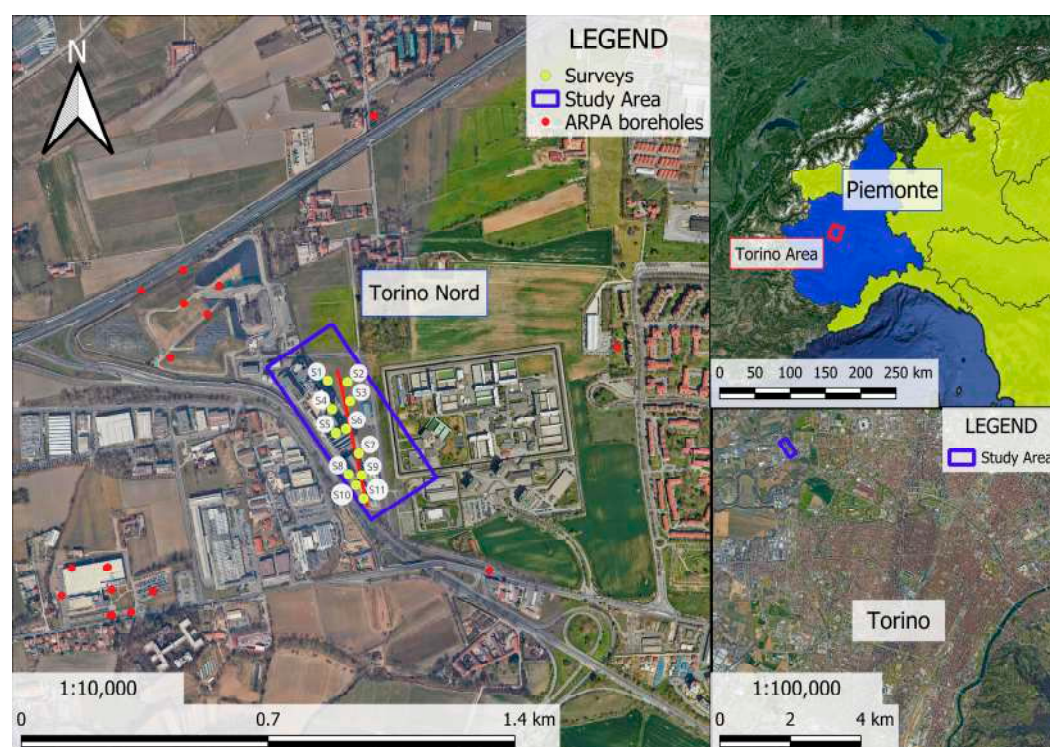 N
LEGEND
Surveys
Study Area
ARPA boreholes
Torino Nord
S1
S2
S3
S4
S5
S6
S7
S8
S9
S10
S11
1:10,000
0 0.7 1.4 km
Piemonte
Torino Area
0 50 100 150 200 250 km
LEGEND
Study Area
Torino
1:100,000
0 2 4 km